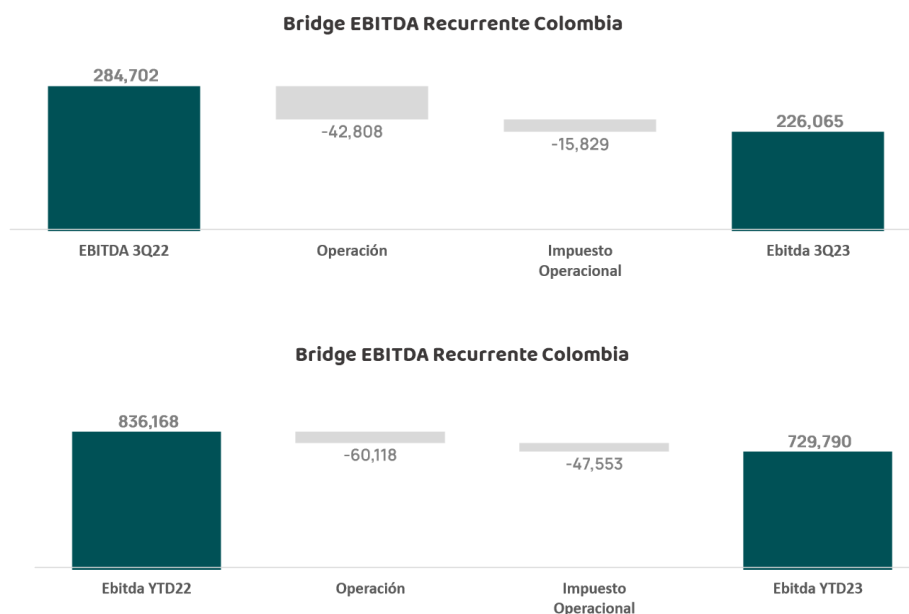 Bridge EBITDA Recurrente Colombia
284,702
-42,808
-15,829
226,065
EBITDA 3Q22
Operación
Impuesto
Operacional
Ebitda 3Q23
Bridge EBITDA Recurrente Colombia
836,168
-60,118
-47,553
729,790
Ebitda YTD22
Operación
Impuesto
Operacional
Ebitda YTD23